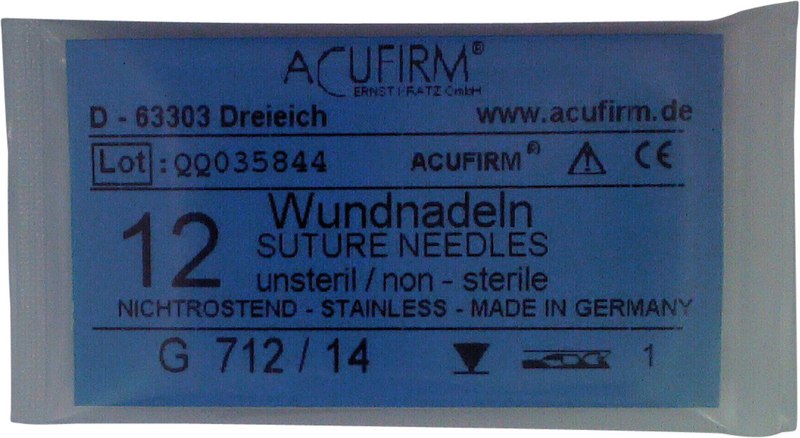 ACUFIRM®
ERNST KRATZ GmbH
D - 63303 Dreieich www.acufirm.de
Lot : QQ035844 ACUFIRM® CE
12 Wundnadeln
SUTURE NEEDLES
unsteril / non - sterile
NICHTROSTEND - STAINLESS - MADE IN GERMANY
G 712 / 14 1